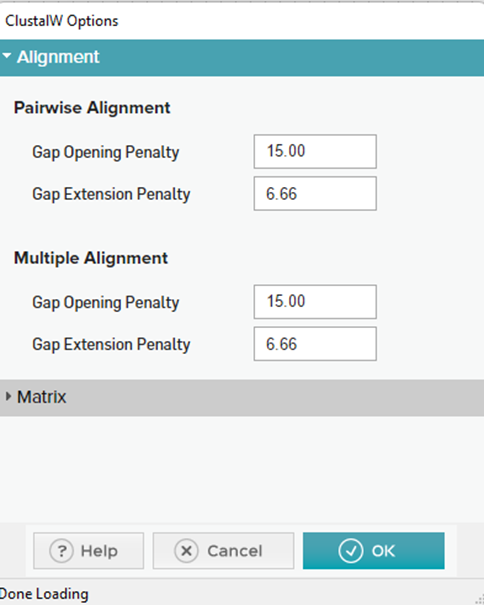 ClustalW Options
Alignment
Pairwise Alignment
Gap Opening Penalty 15.00
Gap Extension Penalty 6.66
Multiple Alignment
Gap Opening Penalty 15.00
Gap Extension Penalty 6.66
Matrix
? Help Cancel OK
Done Loading